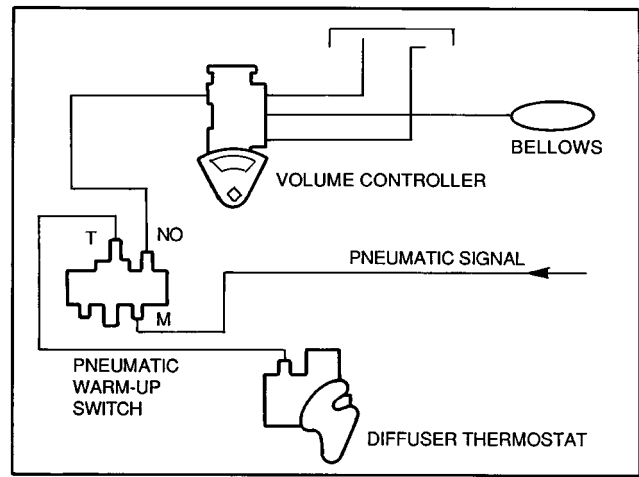 BELLOWS
VOLUME CONTROLLER
T
NO
PNEUMATIC SIGNAL
M
PNEUMATIC
WARM-UP
SWITCH
DIFFUSER THERMOSTAT